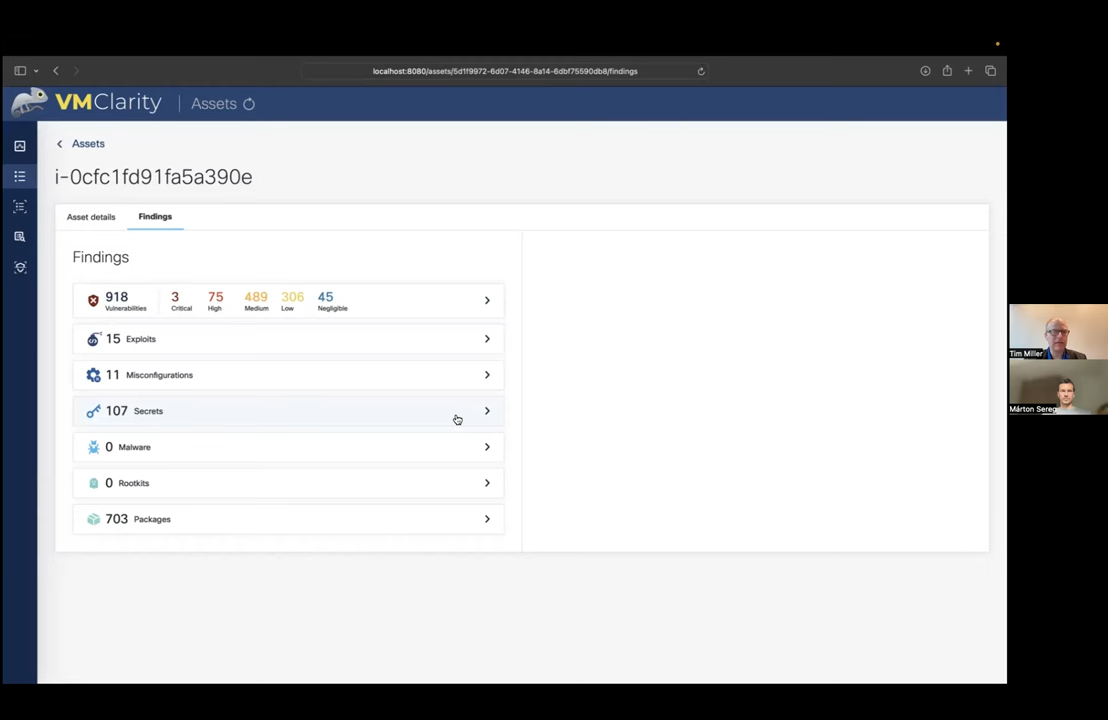 localhost:8080/assets/5d1f9972-6d07-4146-8a14-6dbf75590db8/findings
VMClarity
Assets
Assets
i-0cfc1fd91fa5a390e
Asset details
Findings
Findings
918 3 75 489 306 45
Vulnerabilities Critical High Medium Low Negligible
15 Exploits
11 Misconfigurations
107 Secrets
0 Malware
0 Rootkits
703 Packages
Tim Miller
Márton Sereg